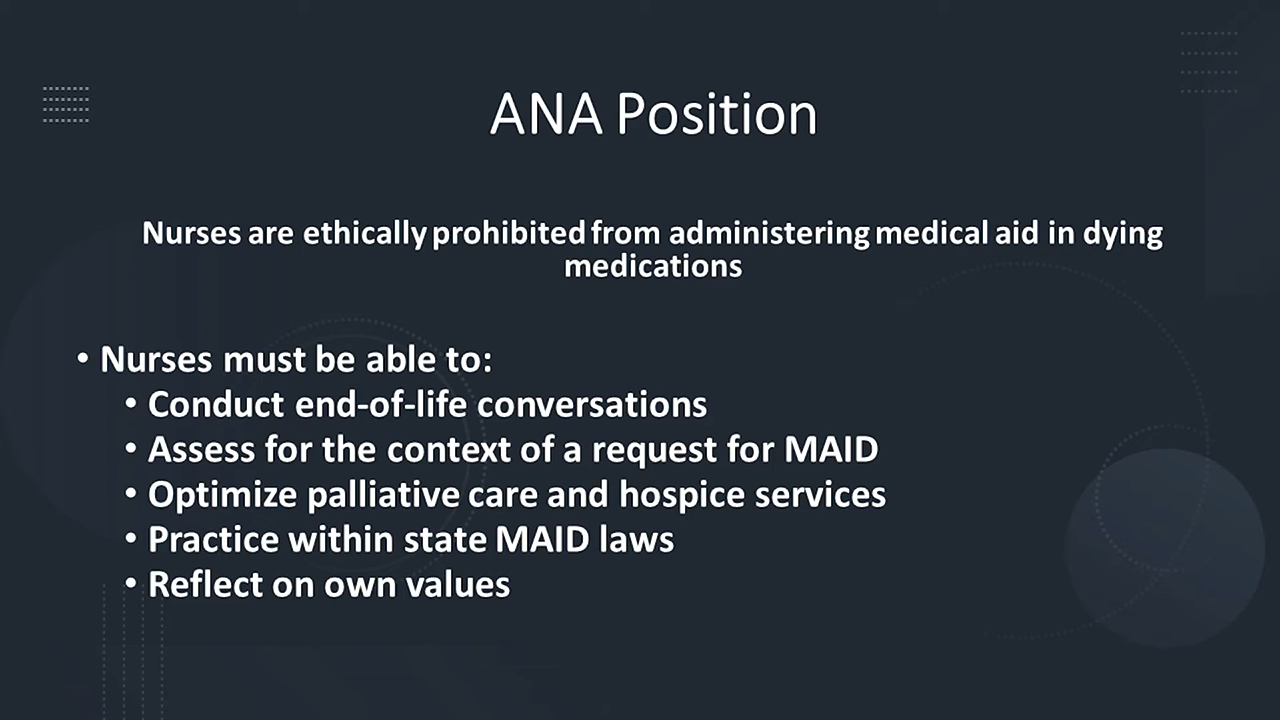 ANA Position
Nurses are ethically prohibited from administering medical aid in dying
medications
• Nurses must be able to:
• Conduct end-of-life conversations
• Assess for the context of a request for MAID
• Optimize palliative care and hospice services
• Practice within state MAID laws
• Reflect on own values